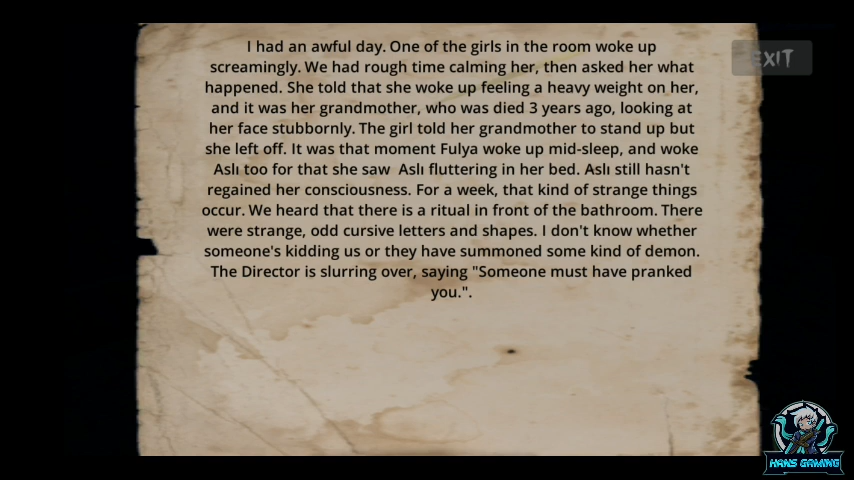 I had an awful day. One of the girls in the room woke up
screamingly. We had rough time calming her, then asked her what
happened. She told that she woke up feeling a heavy weight on her,
and it was her grandmother, who was died 3 years ago, looking at
her face stubbornly. The girl told her grandmother to stand up but
she left off. It was that moment Fulya woke up mid-sleep, and woke
Aslı too for that she saw  Aslı fluttering in her bed. Aslı still hasn't
regained her consciousness. For a week, that kind of strange things
occur. We heard that there is a ritual in front of the bathroom. There
were strange, odd cursive letters and shapes. I don't know whether
someone's kidding us or they have summoned some kind of demon.
The Director is slurring over, saying "Someone must have pranked
you.".
EXIT
HANS GAMING